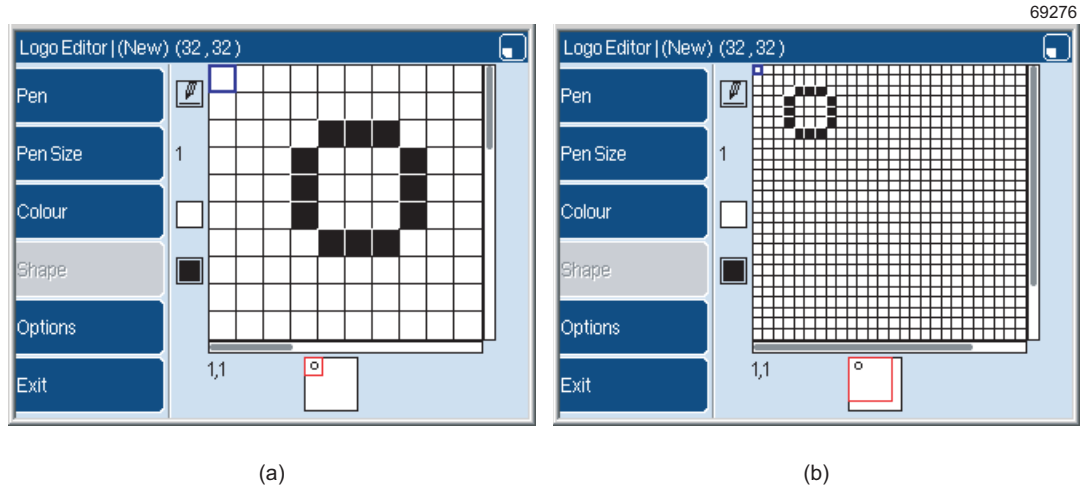 69276
Logo Editor | (New) (32 , 32 )
Pen
Pen Size
1
Colour
Shape
Options
Exit
1,1
Logo Editor | (New) (32 , 32 )
Pen
Pen Size
1
Colour
Shape
Options
Exit
1,1
(a)
(b)